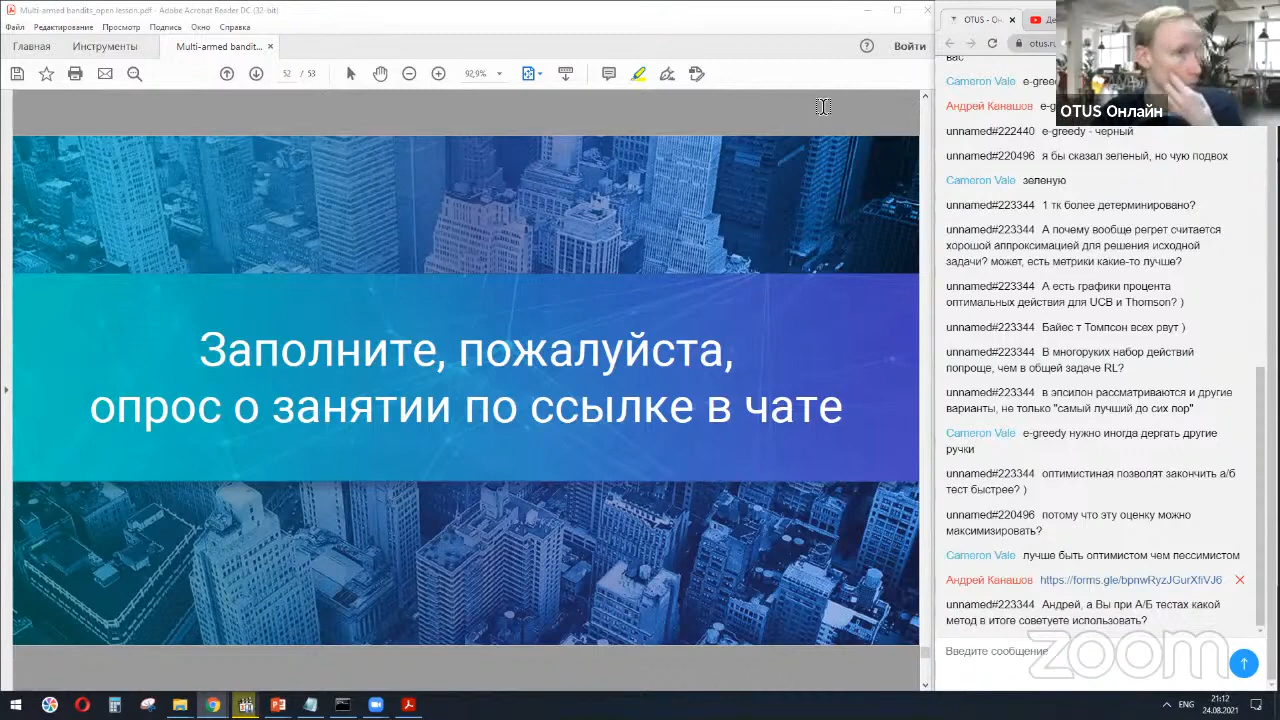 Multi-armed bandits_open lesson.pdf - Adobe Acrobat Reader DC (32-bit)
Файл Редактирование Просмотр Подпись Окно Справка
Главная Инструменты Multi-armed bandit... Войти
52 / 53 92,9%
Заполните, пожалуйста,
опрос о занятии по ссылке в чате
OTUS - Он
otus.ru
OTUS Онлайн
вас
Cameron Vale e-greedy
Андрей Канашов
unnamed#222440 e-greedy - черный
unnamed#220496 я бы сказал зеленый, но чую подвох
Cameron Vale зеленую
unnamed#223344 1 тк более детерминировано?
unnamed#223344 А почему вообще регрет считается
хорошой аппроксимацией для решения исходной
задачи? может, есть метрики какие-то лучше?
unnamed#223344 А есть графики процента
оптимальных действия для UCB и Thomson? )
unnamed#223344 Байес т Томпсон всех рвут )
unnamed#223344 В многоруких набор действий
попроще, чем в общей задаче RL?
unnamed#223344 в эпсилон рассматриваются и другие
варианты, не только "самый лучший до сих пор"
Cameron Vale e-greedy нужно иногда дергать другие
ручки
unnamed#223344 оптимистиная позволят закончить а/б
тест быстрее? )
unnamed#220496 потому что эту оценку можно
максимизировать?
Cameron Vale лучше быть оптимистом чем пессимистом
Андрей Канашов https://forms.gle/bpnwRyzJGurXfiVJ6
unnamed#223344 Андрей, а Вы при А/Б тестах какой
метод в итоге советуете использовать?
Введите сообщение
zoom
ENG
21:12
24.08.2021